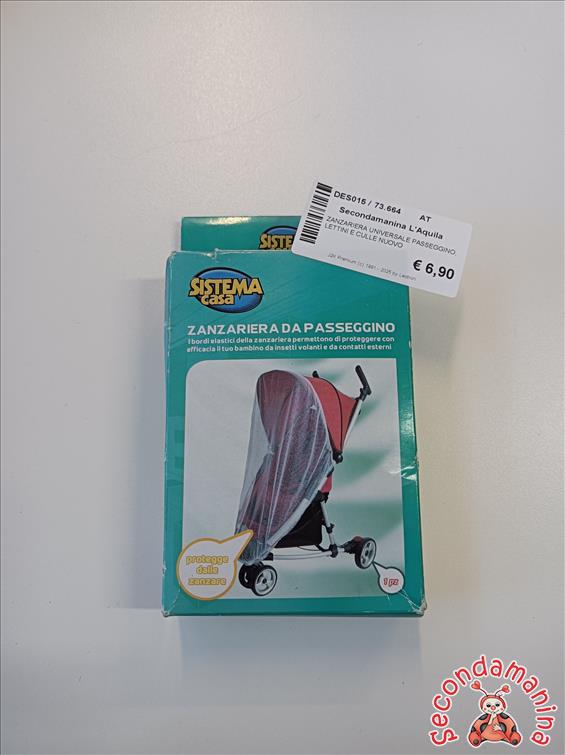 DES015 / 73.664 AT
Secondamanina L'Aquila
ZANZARIERA UNIVERSALE PASSEGGINO,
LETTINI E CULLE NUOVO
€ 6,90
SISTEMA
casa
SISTEMA
casa
ZANZARIERA DA PASSEGGINO
I bordi elastici della zanzariera permettono di proteggere con
efficacia il tuo bambino da insetti volanti e da contatti esterni
protegge
dalle
zanzare
1 pz
Secondamanina